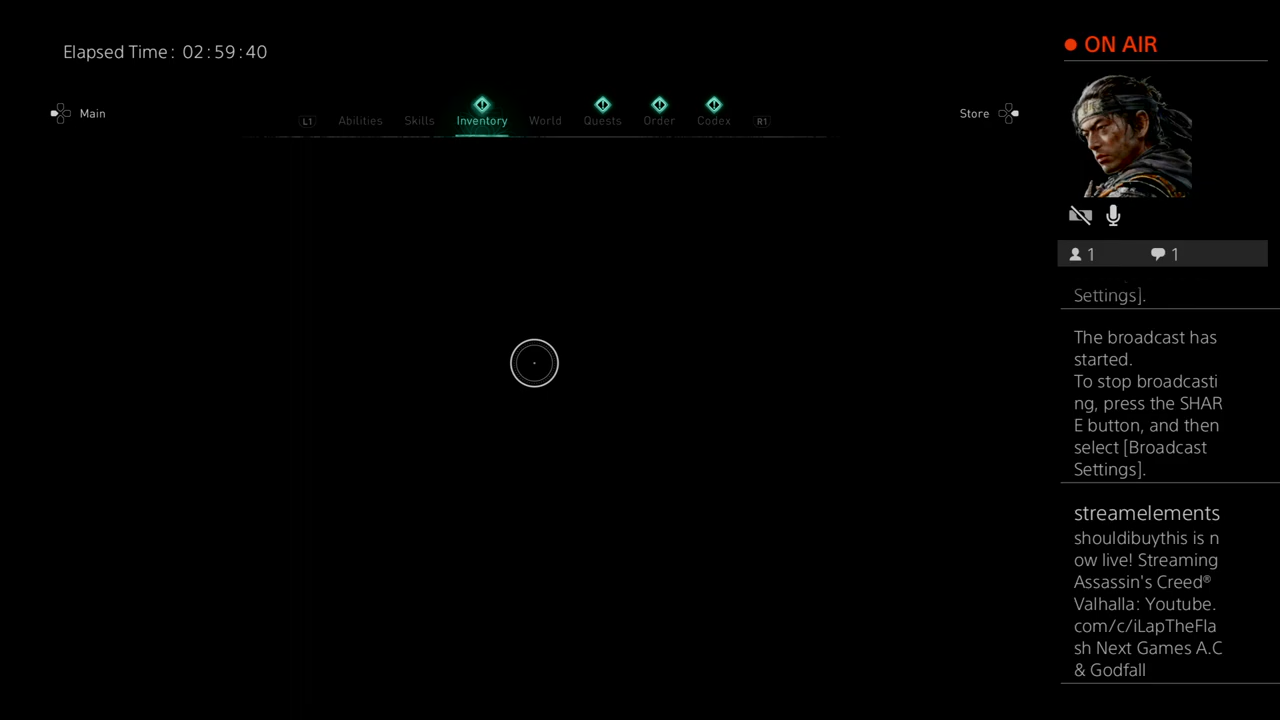 Elapsed Time: 02:59:40
ON AIR
Main
L1 Abilities Skills Inventory World Quests Order Codex R1
Store
1 1
Settings].
The broadcast has
started.
To stop broadcasti
ng, press the SHAR
E button, and then
select [Broadcast
Settings].
streamelements
shouldibuythis is n
ow live! Streaming
Assassin's Creed®
Valhalla: Youtube.
com/c/iLapTheFla
sh Next Games A.C
& Godfall